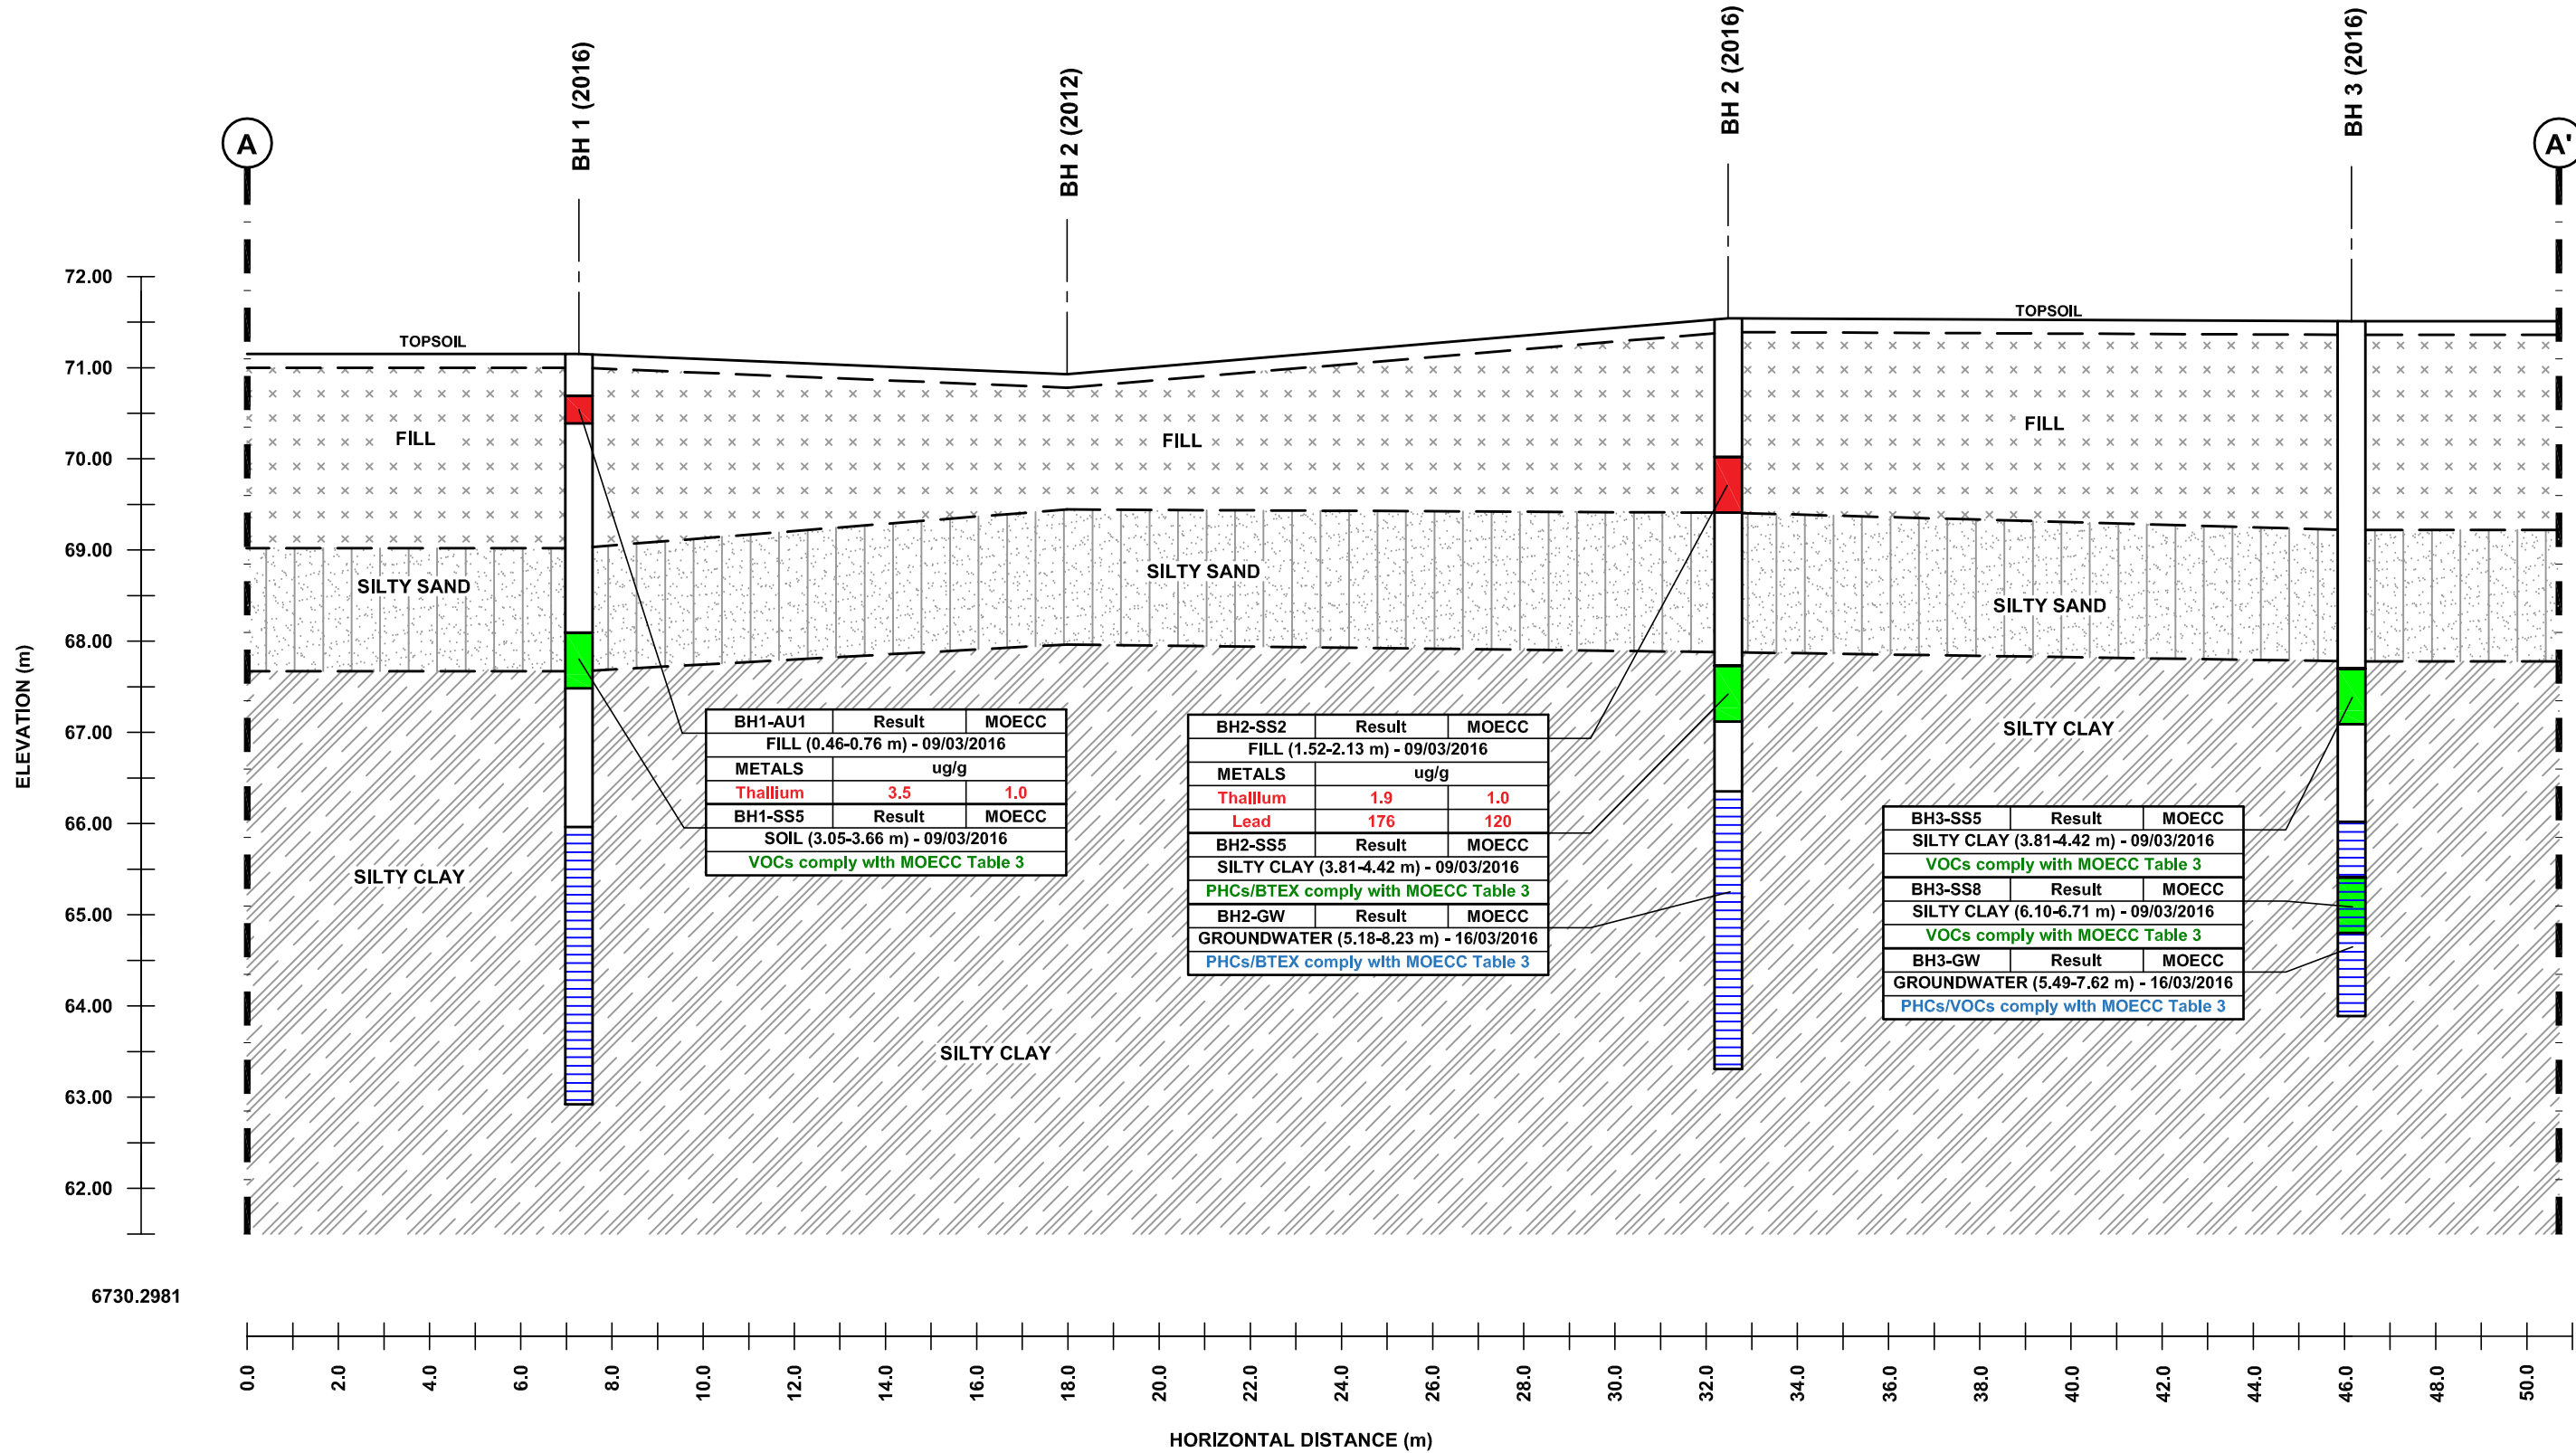 BH 1 (2016)
BH 2 (2012)
BH 2 (2016)
BH 3 (2016)
A
A'
72.00
71.00
70.00
69.00
68.00
67.00
66.00
65.00
64.00
63.00
62.00
ELEVATION (m)
TOPSOIL
TOPSOIL
FILL
FILL
FILL
SILTY SAND
SILTY SAND
SILTY SAND
SILTY CLAY
SILTY CLAY
SILTY CLAY
BH1-AU1 Result MOECC
FILL (0.46-0.76 m) - 09/03/2016
METALS ug/g
Thallium 3.5 1.0
BH1-SS5 Result MOECC
SOIL (3.05-3.66 m) - 09/03/2016
VOCs comply with MOECC Table 3
BH2-SS2 Result MOECC
FILL (1.52-2.13 m) - 09/03/2016
METALS ug/g
Thallium 1.9 1.0
Lead 176 120
BH2-SS5 Result MOECC
SILTY CLAY (3.81-4.42 m) - 09/03/2016
PHCs/BTEX comply with MOECC Table 3
BH2-GW Result MOECC
GROUNDWATER (5.18-8.23 m) - 16/03/2016
PHCs/BTEX comply with MOECC Table 3
BH3-SS5 Result MOECC
SILTY CLAY (3.81-4.42 m) - 09/03/2016
VOCs comply with MOECC Table 3
BH3-SS8 Result MOECC
SILTY CLAY (6.10-6.71 m) - 09/03/2016
VOCs comply with MOECC Table 3
BH3-GW Result MOECC
GROUNDWATER (5.49-7.62 m) - 16/03/2016
PHCs/VOCs comply with MOECC Table 3
6730.2981
0.0 2.0 4.0 6.0 8.0 10.0 12.0 14.0 16.0 18.0 20.0 22.0 24.0 26.0 28.0 30.0 32.0 34.0 36.0 38.0 40.0 42.0 44.0 46.0 48.0 50.0
HORIZONTAL DISTANCE (m)